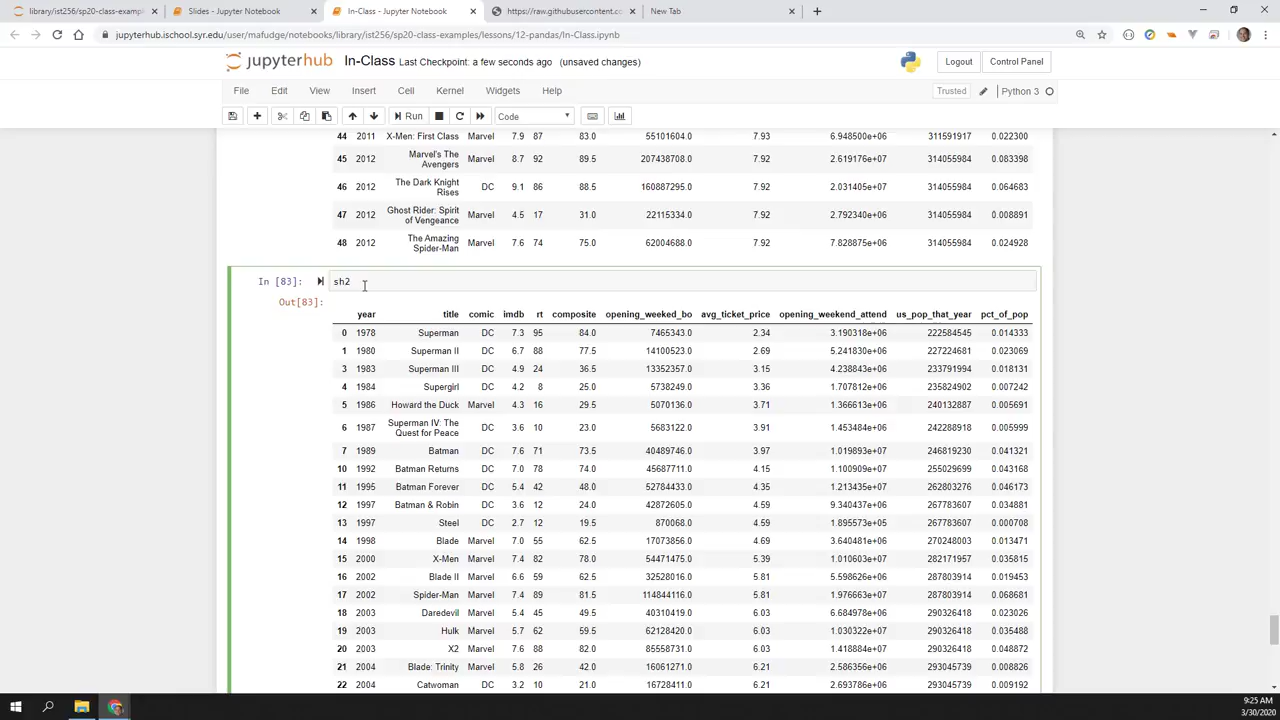 library/ist256/sp20-class-examp
Slides - Jupyter Notebook
In-Class - Jupyter Notebook
https://raw.githubusercontent.c
New Tab
jupyterhub.ischool.syr.edu/user/mafudge/notebooks/library/ist256/sp20-class-examples/lessons/12-pandas/In-Class.ipynb
jupyterhub In-Class Last Checkpoint: a few seconds ago (unsaved changes) Logout Control Panel
File Edit View Insert Cell Kernel Widgets Help Trusted Python 3
Run Code
44 2011 X-Men: First Class Marvel 7.9 87 83.0 55101604.0 7.93 6.948500e+06 311591917 0.022300
45 2012 Marvel's The Avengers Marvel 8.7 92 89.5 207438708.0 7.92 2.619176e+07 314055984 0.083398
46 2012 The Dark Knight Rises DC 9.1 86 88.5 160887295.0 7.92 2.031405e+07 314055984 0.064683
47 2012 Ghost Rider: Spirit of Vengeance Marvel 4.5 17 31.0 22115334.0 7.92 2.792340e+06 314055984 0.008891
48 2012 The Amazing Spider-Man Marvel 7.6 74 75.0 62004688.0 7.92 7.828875e+06 314055984 0.024928
In [83]: sh2
Out[83]:
year title comic imdb rt composite opening_weeked_bo avg_ticket_price opening_weekend_attend us_pop_that_year pct_of_pop
0 1978 Superman DC 7.3 95 84.0 7465343.0 2.34 3.190318e+06 222584545 0.014333
1 1980 Superman II DC 6.7 88 77.5 14100523.0 2.69 5.241830e+06 227224681 0.023069
3 1983 Superman III DC 4.9 24 36.5 13352357.0 3.15 4.238843e+06 233791994 0.018131
4 1984 Supergirl DC 4.2 8 25.0 5738249.0 3.36 1.707812e+06 235824902 0.007242
5 1986 Howard the Duck Marvel 4.3 16 29.5 5070136.0 3.71 1.366613e+06 240132887 0.005691
6 1987 Superman IV: The Quest for Peace DC 3.6 10 23.0 5683122.0 3.91 1.453484e+06 242288918 0.005999
7 1989 Batman DC 7.6 71 73.5 40489746.0 3.97 1.019893e+07 246819230 0.041321
10 1992 Batman Returns DC 7.0 78 74.0 45687711.0 4.15 1.100909e+07 255029699 0.043168
11 1995 Batman Forever DC 5.4 42 48.0 52784433.0 4.35 1.213435e+07 262803276 0.046173
12 1997 Batman & Robin DC 3.6 12 24.0 42872605.0 4.59 9.340437e+06 267783607 0.034881
13 1997 Steel DC 2.7 12 19.5 870068.0 4.59 1.895573e+05 267783607 0.000708
14 1998 Blade Marvel 7.0 55 62.5 17073856.0 4.69 3.640481e+06 270248003 0.013471
15 2000 X-Men Marvel 7.4 82 78.0 54471475.0 5.39 1.010603e+07 282171957 0.035815
16 2002 Blade II Marvel 6.6 59 62.5 32528016.0 5.81 5.598626e+06 287803914 0.019453
17 2002 Spider-Man Marvel 7.4 89 81.5 114844116.0 5.81 1.976663e+07 287803914 0.068681
18 2003 Daredevil Marvel 5.4 45 49.5 40310419.0 6.03 6.684978e+06 290326418 0.023026
19 2003 Hulk Marvel 5.7 62 59.5 62128420.0 6.03 1.030322e+07 290326418 0.035488
20 2003 X2 Marvel 7.6 88 82.0 85558731.0 6.03 1.418884e+07 290326418 0.048872
21 2004 Blade: Trinity Marvel 5.8 26 42.0 16061271.0 6.21 2.586356e+06 293045739 0.008826
22 2004 Catwoman DC 3.2 10 21.0 16728411.0 6.21 2.693786e+06 293045739 0.009192
9:25 AM
3/30/2020